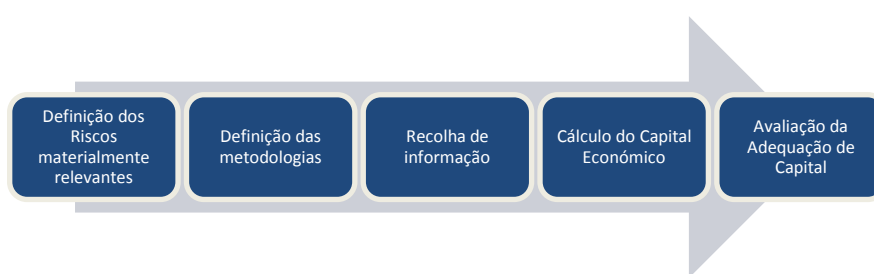 Definição dos
Riscos
materialmente
relevantes
Definição das
metodologias
Recolha de
informação
Cálculo do Capital
Económico
Avaliação da
Adequação de
Capital